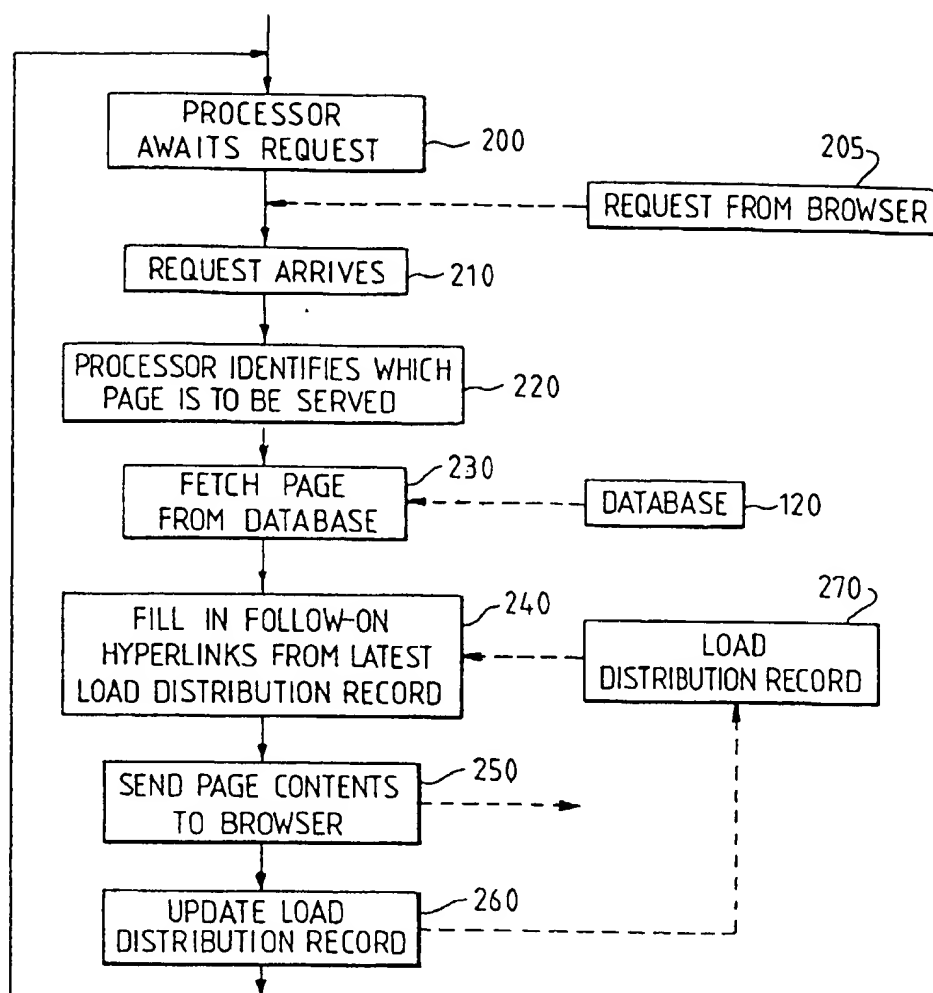 PROCESSOR
AWAITS REQUEST
200
205
REQUEST FROM BROWSER
REQUEST ARRIVES
210
PROCESSOR IDENTIFIES WHICH
PAGE IS TO BE SERVED
220
FETCH PAGE
FROM DATABASE
230
DATABASE
120
FILL IN FOLLOW-ON
HYPERLINKS FROM LATEST
LOAD DISTRIBUTION RECORD
240
270
LOAD
DISTRIBUTION RECORD
SEND PAGE CONTENTS
TO BROWSER
250
UPDATE LOAD
DISTRIBUTION RECORD
260